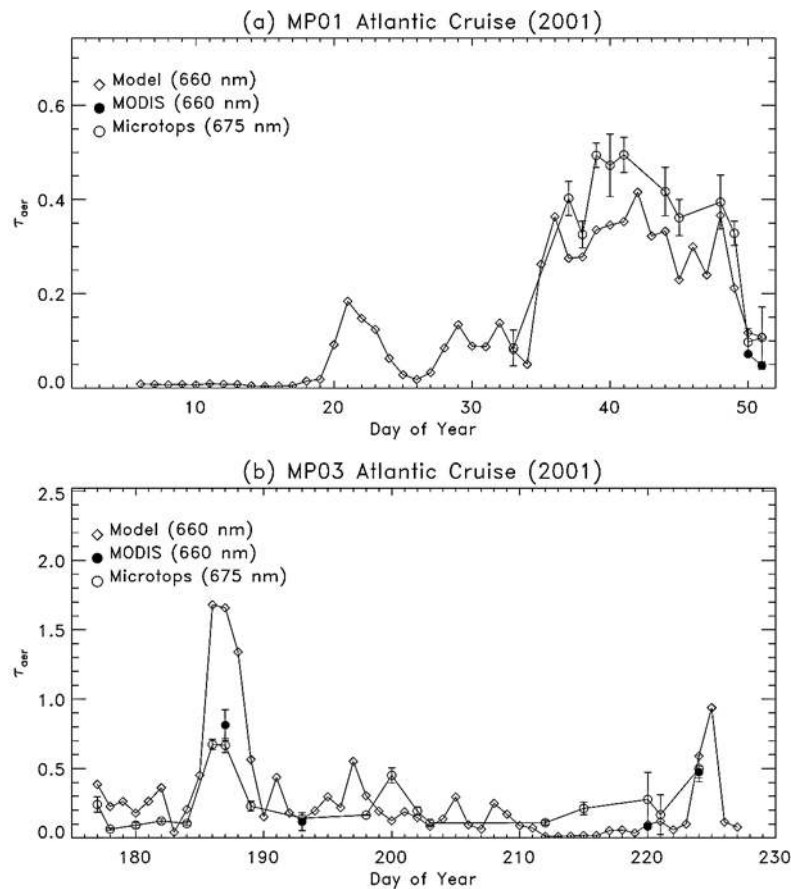 (a) MP01 Atlantic Cruise (2001)
Model (660 nm)
MODIS (660 nm)
Microtops (675 nm)
τaer
0.6
0.4
0.2
0.0
10 20 30 40 50
Day of Year
(b) MP03 Atlantic Cruise (2001)
Model (660 nm)
MODIS (660 nm)
Microtops (675 nm)
τaer
2.5
2.0
1.5
1.0
0.5
0.0
180 190 200 210 220 230
Day of Year